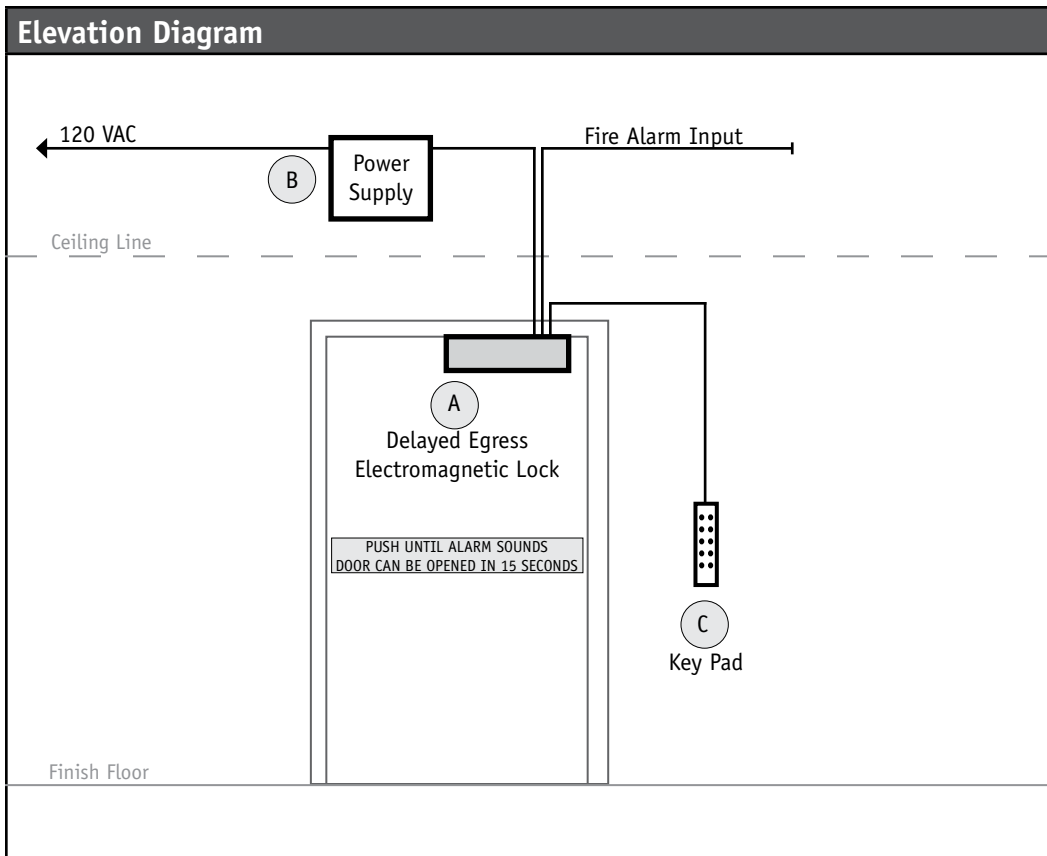 Elevation Diagram
120 VAC
Fire Alarm Input
B
Power
Supply
Ceiling Line
A
Delayed Egress
Electromagnetic Lock
PUSH UNTIL ALARM SOUNDS
DOOR CAN BE OPENED IN 15 SECONDS
C
Key Pad
Finish Floor